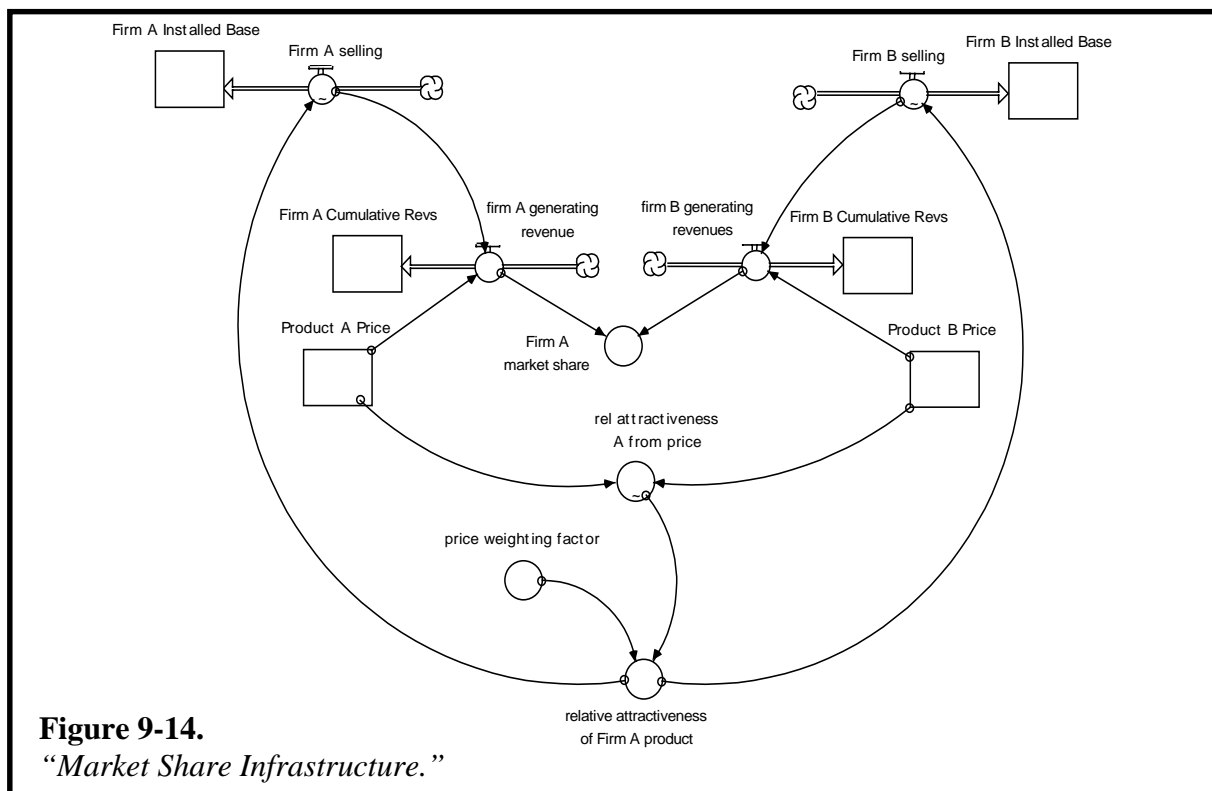 Firm A Installed Base
Firm A selling
Firm B selling
Firm B Installed Base
~
~
Firm A Cumulative Revs
firm A generating
revenue
firm B generating
revenues
Firm B Cumulative Revs
Product A Price
Firm A
market share
Product B Price
rel attractiveness
A from price
~
price weighting factor
relative attractiveness
of Firm A product
Figure 9-14.
“Market Share Infrastructure.”